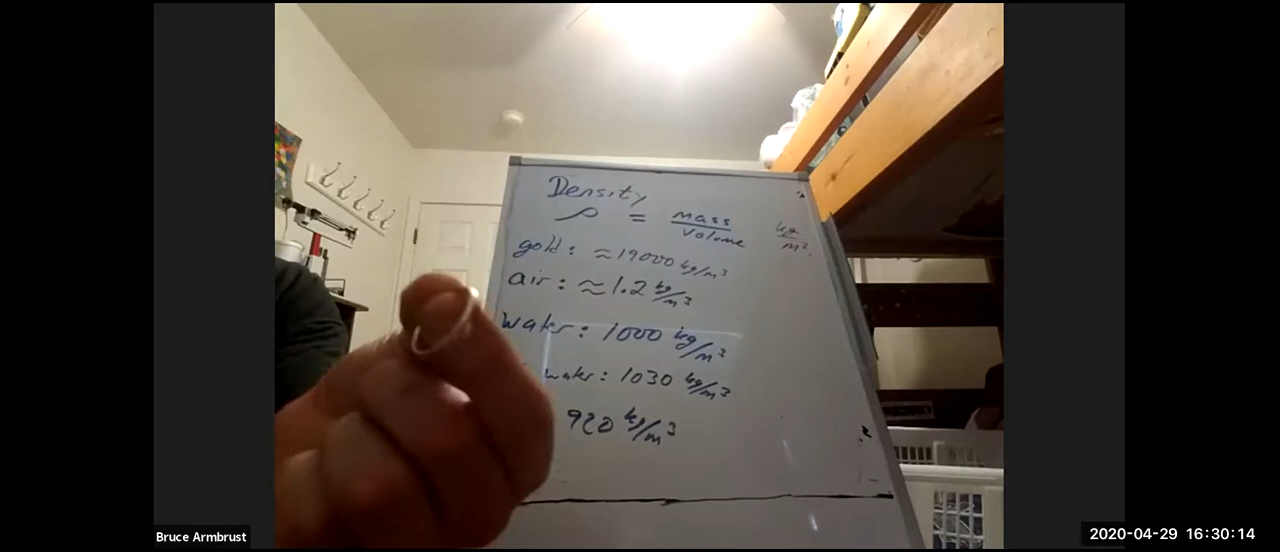 Density
ρ = mass/volume kg/m³
gold: ≈19000 kg/m³
air: ≈1.2 kg/m³
Water: 1000 kg/m³
water: 1030 kg/m³
920 kg/m³
Bruce Armbrust
2020-04-29 16:30:14